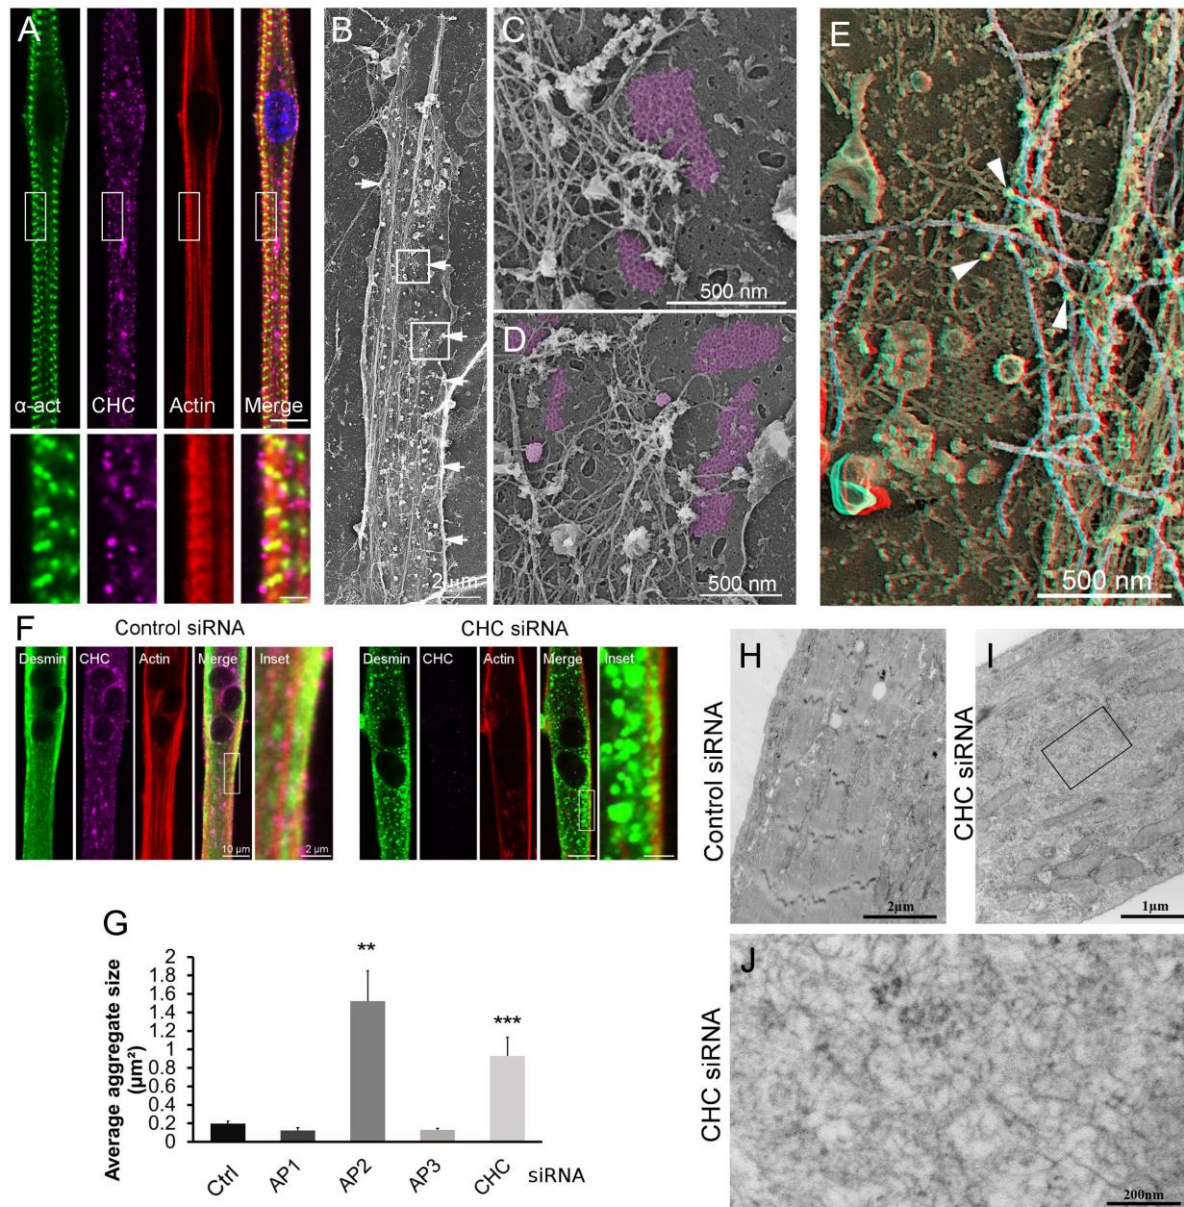 A
α-act
CHC
Actin
Merge
B
2 µm
C
500 nm
D
500 nm
E
500 nm
F
Control siRNA
CHC siRNA
Desmin
CHC
Actin
Merge
Inset
10 µm
2 µm
Desmin
CHC
Actin
Merge
Inset
G
Average aggregate size
(µm²)
2
1.8
1.6
1.4
1.2
1
0.8
0.6
0.4
0.2
0
**
***
Ctrl
AP1
AP2
AP3
CHC
siRNA
H
Control siRNA
2µm
I
CHC siRNA
1µm
J
CHC siRNA
200nm